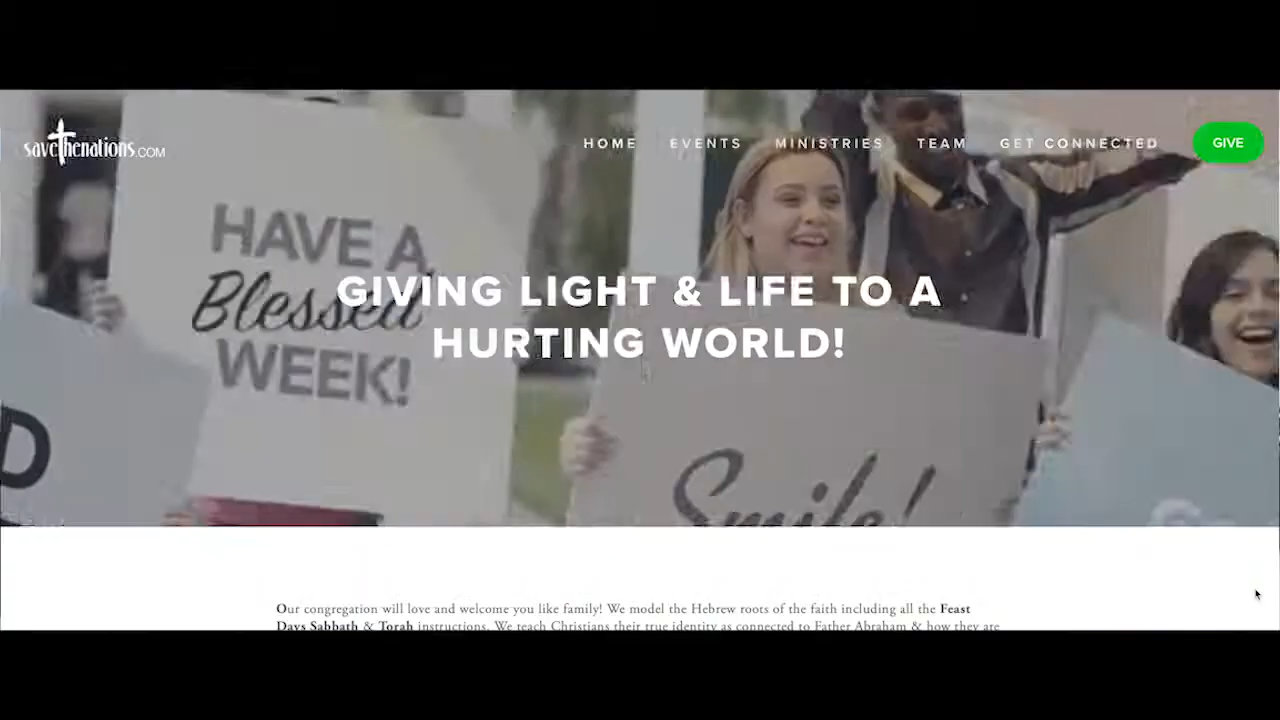 savethenations.COM
HOME EVENTS MINISTRIES TEAM GET CONNECTED GIVE
HAVE A
Blessed
WEEK!
GIVING LIGHT & LIFE TO A
HURTING WORLD!
D
Smile!
Our congregation will love and welcome you like family! We model the Hebrew roots of the faith including all the Feast
Days Sabbath & Torah instructions. We teach Christians their true identity as connected to Father Abraham & how they are